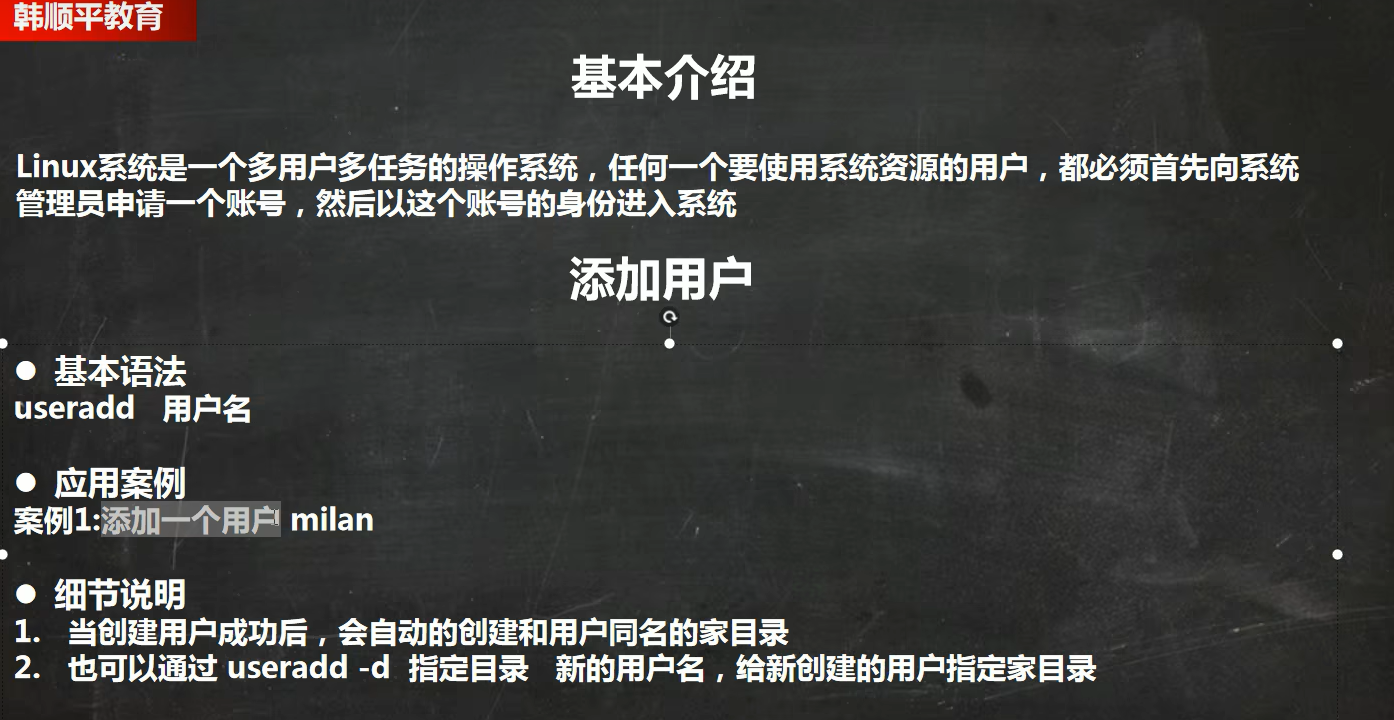 韩顺平教育
基本介绍
Linux系统是一个多用户多任务的操作系统，任何一个要使用系统资源的用户，都必须首先向系统
管理员申请一个账号，然后以这个账号的身份进入系统
添加用户
● 基本语法
useradd 用户名
● 应用案例
案例1:添加一个用户 milan
● 细节说明
1. 当创建用户成功后，会自动的创建和用户同名的家目录
2. 也可以通过 useradd -d 指定目录 新的用户名，给新创建的用户指定家目录